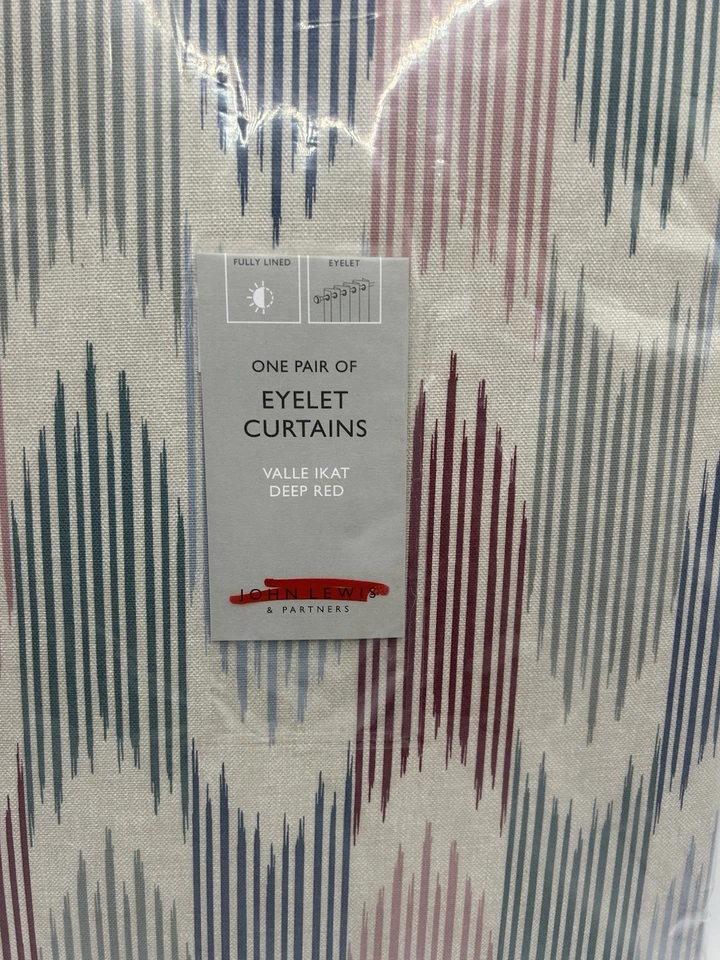 FULLY LINED EYELET
ONE PAIR OF
EYELET
CURTAINS
VALLE IKAT
DEEP RED
JOHN LEWIS
& PARTNERS